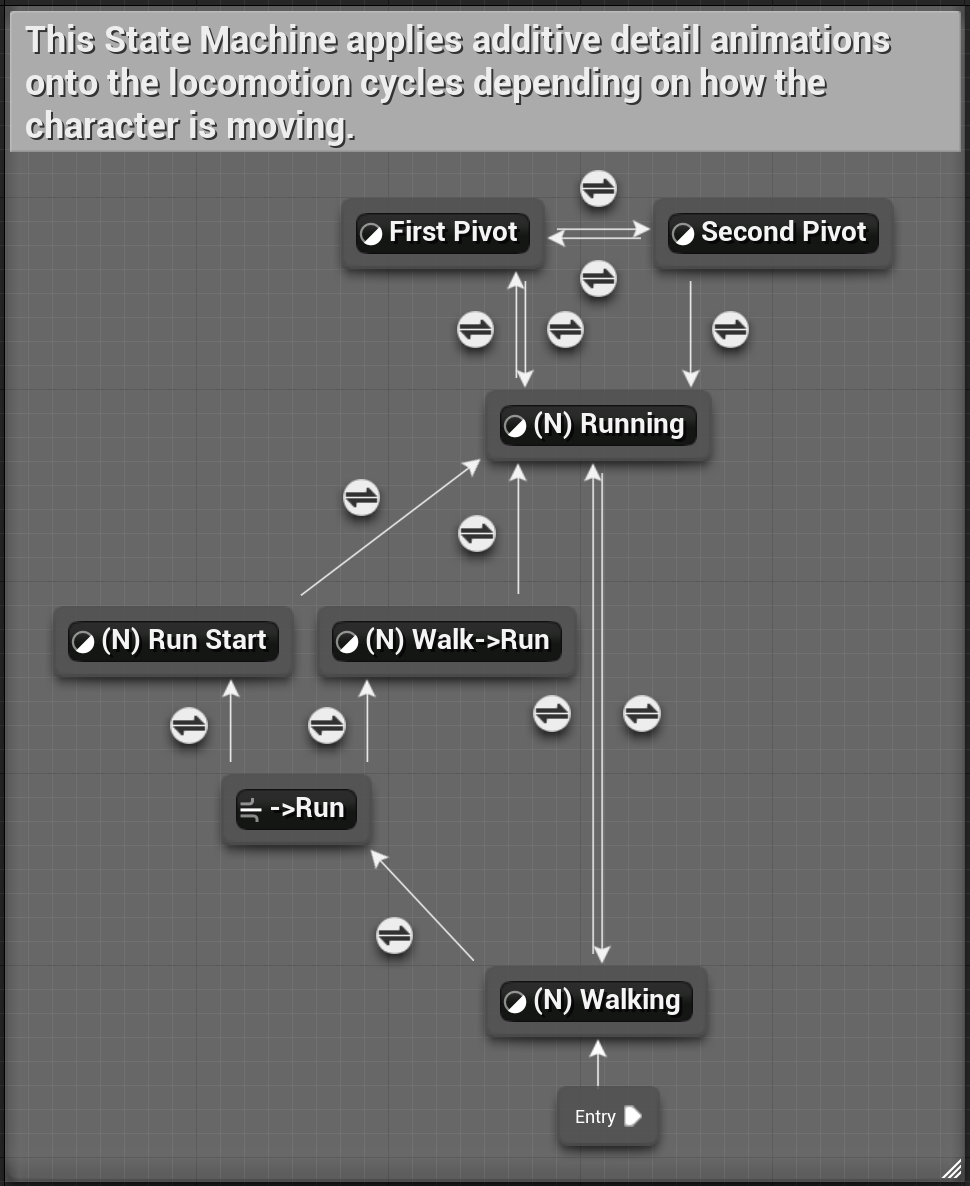 This State Machine applies additive detail animations
onto the locomotion cycles depending on how the
character is moving.
First Pivot
Second Pivot
(N) Running
(N) Run Start
(N) Walk->Run
->Run
(N) Walking
Entry